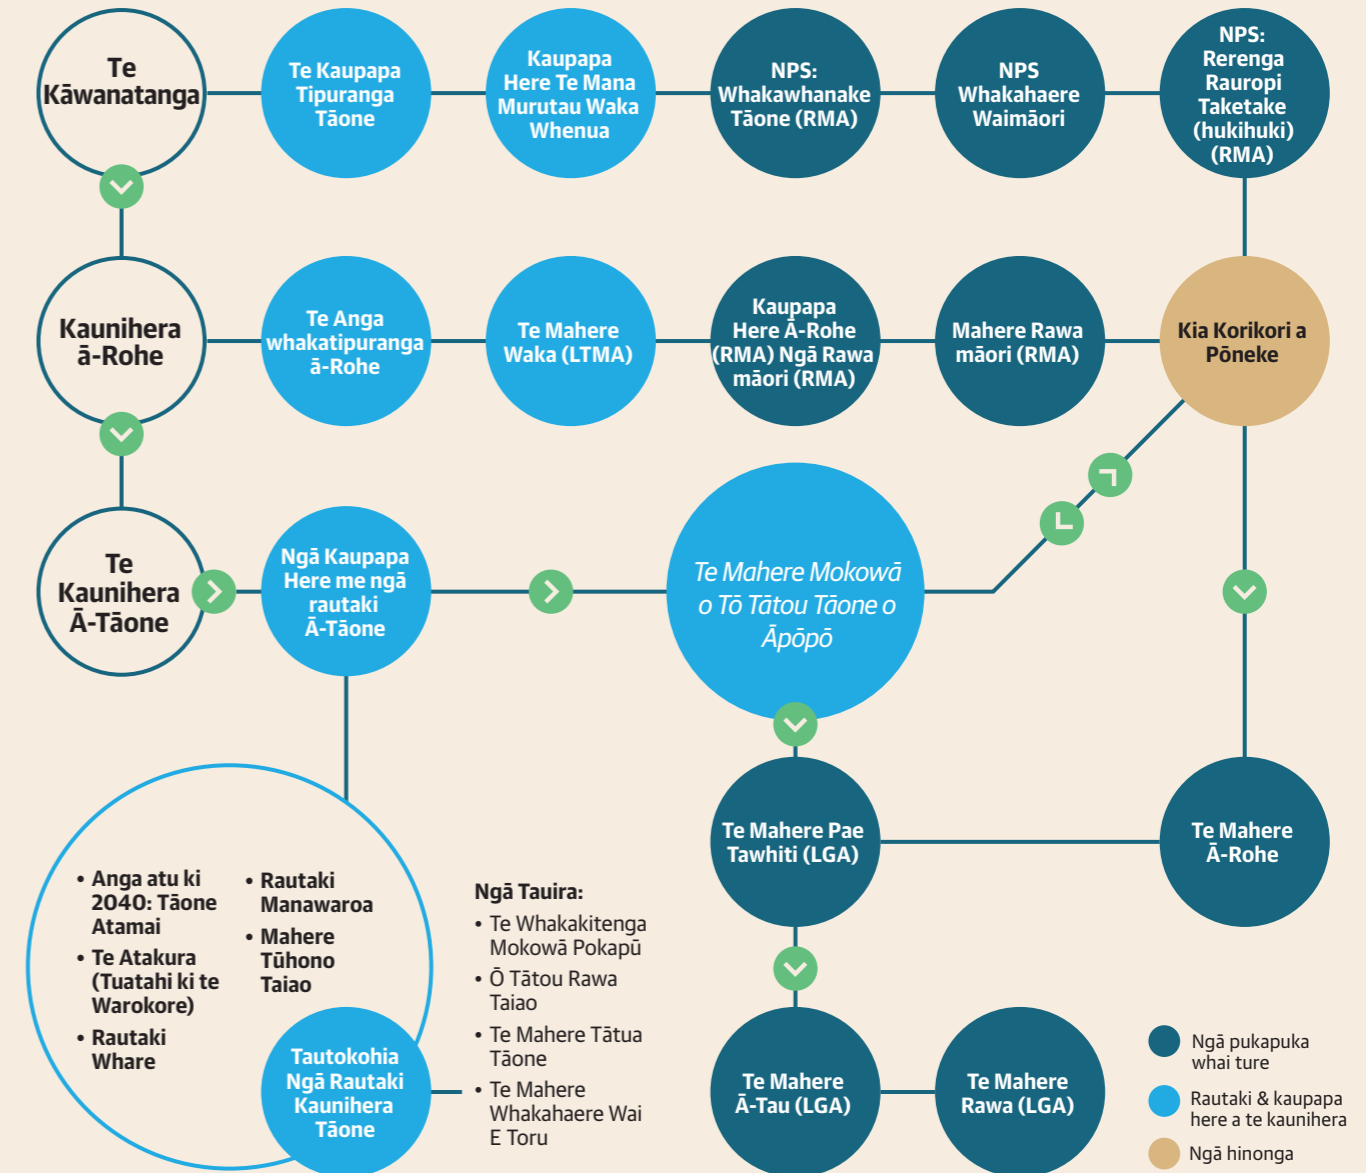 Te
Kāwanatanga
Te Kaupapa
Tipuranga
Tāone
Kaupapa
Here Te Mana
Murutau Waka
Whenua
NPS:
Whakawhanake
Tāone (RMA)
NPS
Whakahaere
Waimāori
NPS:
Rerenga
Rauropi
Taketake
(hukihuki)
(RMA)
Kaunihera
ā-Rohe
Te Anga
whakatipuranga
ā-Rohe
Te Mahere
Waka (LTMA)
Kaupapa
Here Ā-Rohe
(RMA) Ngā Rawa
māori (RMA)
Mahere Rawa
māori (RMA)
Kia Korikori a
Pōneke
Te
Kaunihera
Ā-Tāone
Ngā Kaupapa
Here me ngā
rautaki
Ā-Tāone
Te Mahere Mokowā
o Tō Tātou Tāone o
Āpōpō
Te Mahere Pae
Tawhiti (LGA)
Te Mahere
Ā-Rohe
• Anga atu ki
2040: Tāone
Atamai
• Te Atakura
(Tuatahi ki te
Warokore)
• Rautaki
Whare
• Rautaki
Manawaroa
• Mahere
Tūhono
Taiao
Tautokohia
Ngā Rautaki
Kaunihera
Tāone
Ngā Tauira:
• Te Whakakitenga
Mokowā Pokapū
• Ō Tātou Rawa
Taiao
• Te Mahere Tātua
Tāone
• Te Mahere
Whakahaere Wai
E Toru
Te Mahere
Ā-Tau (LGA)
Te Mahere
Rawa (LGA)
Ngā pukapuka
whai ture
Rautaki & kaupapa
here a te kaunihera
Ngā hinonga